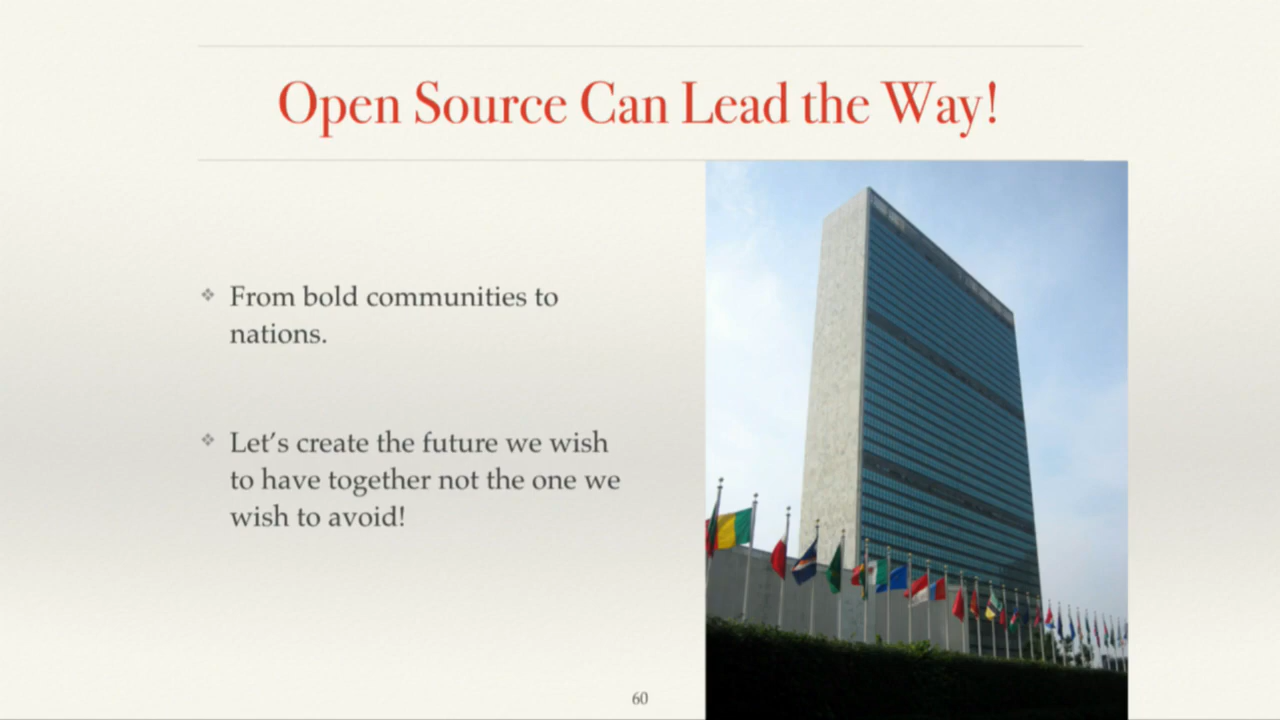 Open Source Can Lead the Way!
❖ From bold communities to
nations.
❖ Let’s create the future we wish
to have together not the one we
wish to avoid!
60